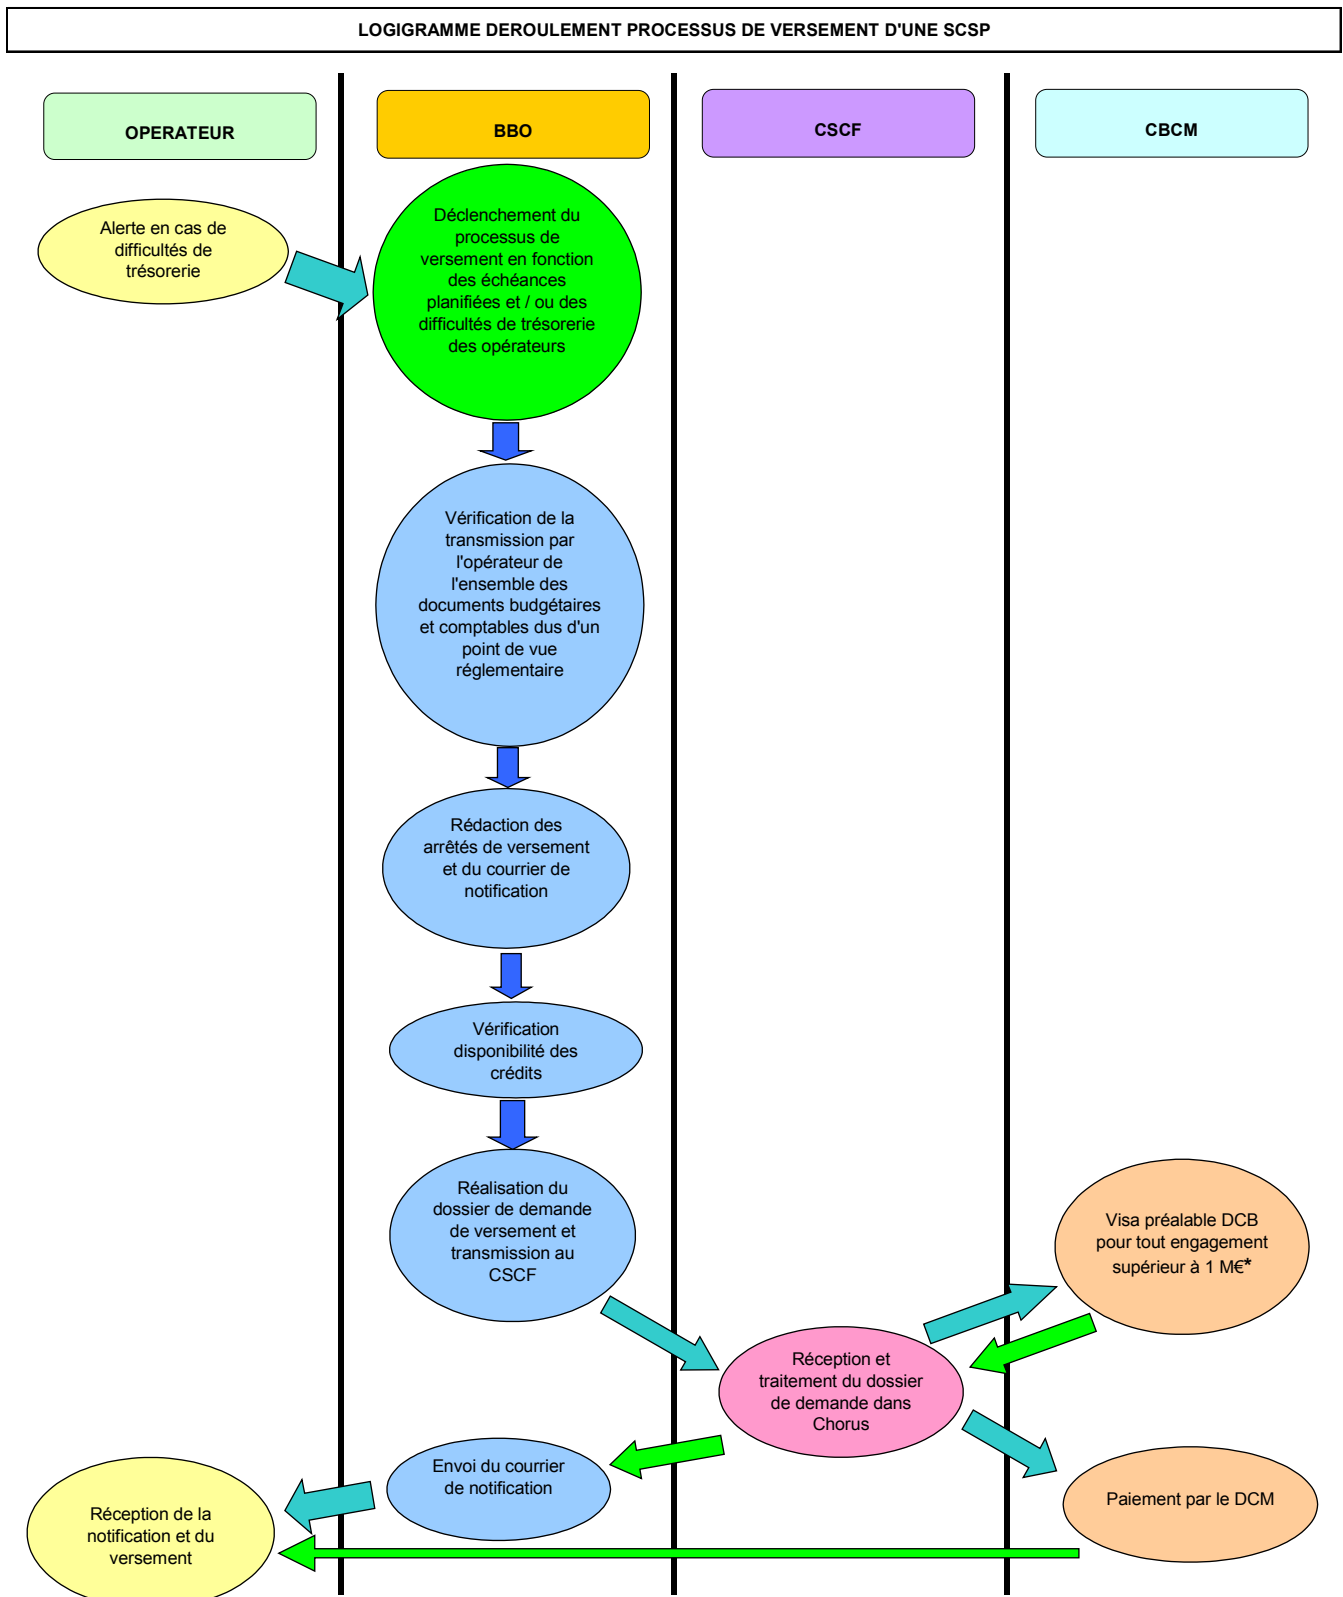 LOGIGRAMME DEROULEMENT PROCESSUS DE VERSEMENT D'UNE SCSP
OPERATEUR
BBO
CSCF
CBCM
Alerte en cas de
difficultés de
trésorerie
Déclenchement du
processus de
versement en fonction
des échéances
planifiées et / ou des
difficultés de trésorerie
des opérateurs
Vérification de la
transmission par
l'opérateur de
l'ensemble des
documents budgétaires
et comptables dus d'un
point de vue
réglementaire
Rédaction des
arrêtés de versement
et du courrier de
notification
Vérification
disponibilité des
crédits
Réalisation du
dossier de demande
de versement et
transmission au
CSCF
Visa préalable DCB
pour tout engagement
supérieur à 1 M€*
Réception et
traitement du dossier
de demande dans
Chorus
Envoi du courrier
de notification
Paiement par le DCM
Réception de la
notification et du
versement